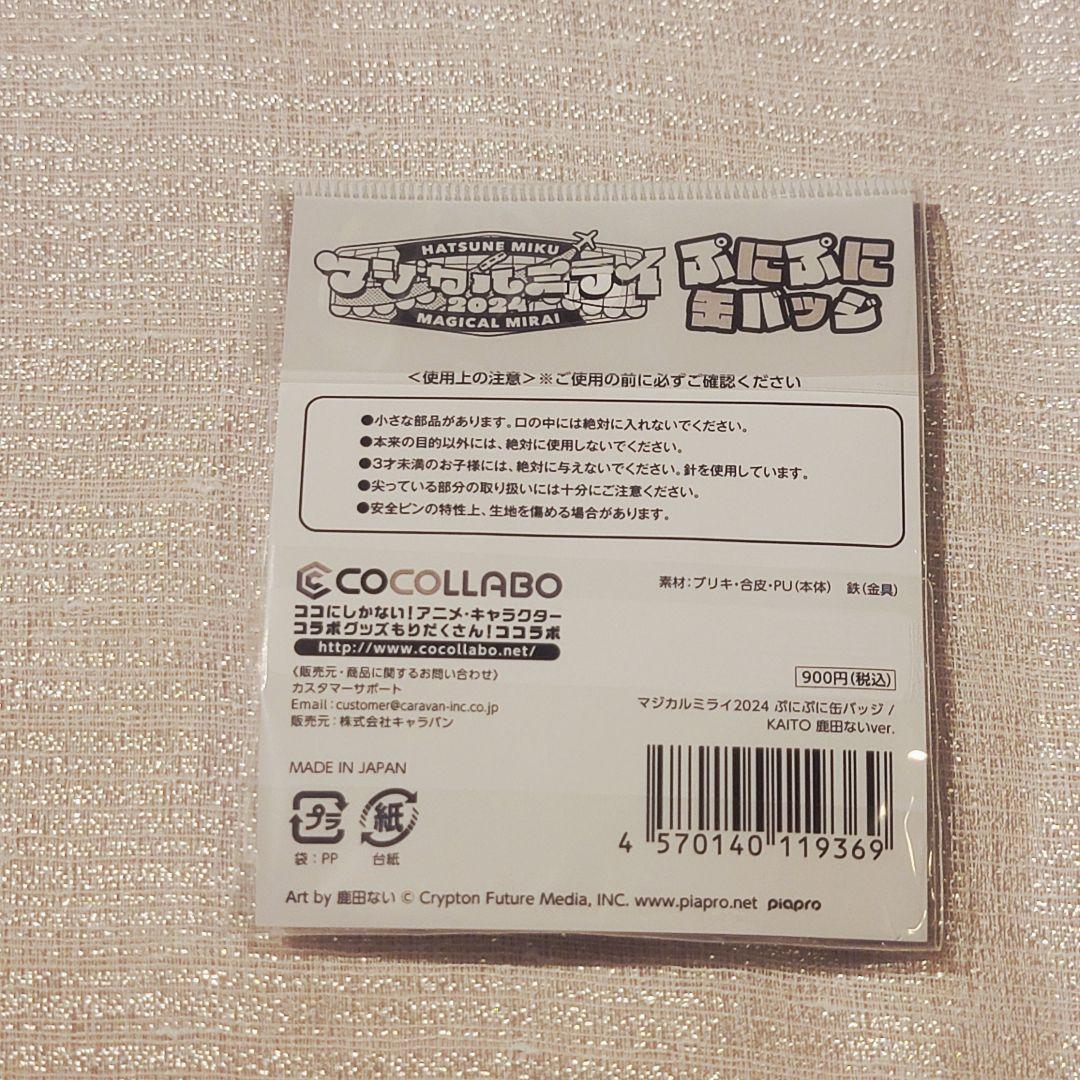 HATSUNE MIKU
マジカルミライ
2024
MAGICAL MIRAI
ぷにぷに
缶バッジ
<使用上の注意>※ご使用の前に必ずご確認ください
●小さな部品があります。口の中には絶対に入れないでください。
●本来の目的以外には、絶対に使用しないでください。
●3才未満のお子様には、絶対に与えないでください。針を使用しています。
●尖っている部分の取り扱いには十分にご注意ください。
●安全ピンの特性上、生地を傷める場合があります。
COCOLLABO
ココにしかない!アニメ・キャラクター
コラボグッズもりだくさん!ココラボ
http://www.cocollabo.net/
素材:ブリキ・合皮・PU(本体) 鉄(金具)
〈販売元・商品に関するお問い合わせ〉
カスタマーサポート
Email:customer@caravan-inc.co.jp
販売元:株式会社キャラバン
900円(税込)
マジカルミライ2024 ぷにぷに缶バッジ /
KAITO 鹿田ないver.
MADE IN JAPAN
プラ
袋:PP
紙
台紙
4 570140 119369
Art by 鹿田ない © Crypton Future Media, INC. www.piapro.net piapro